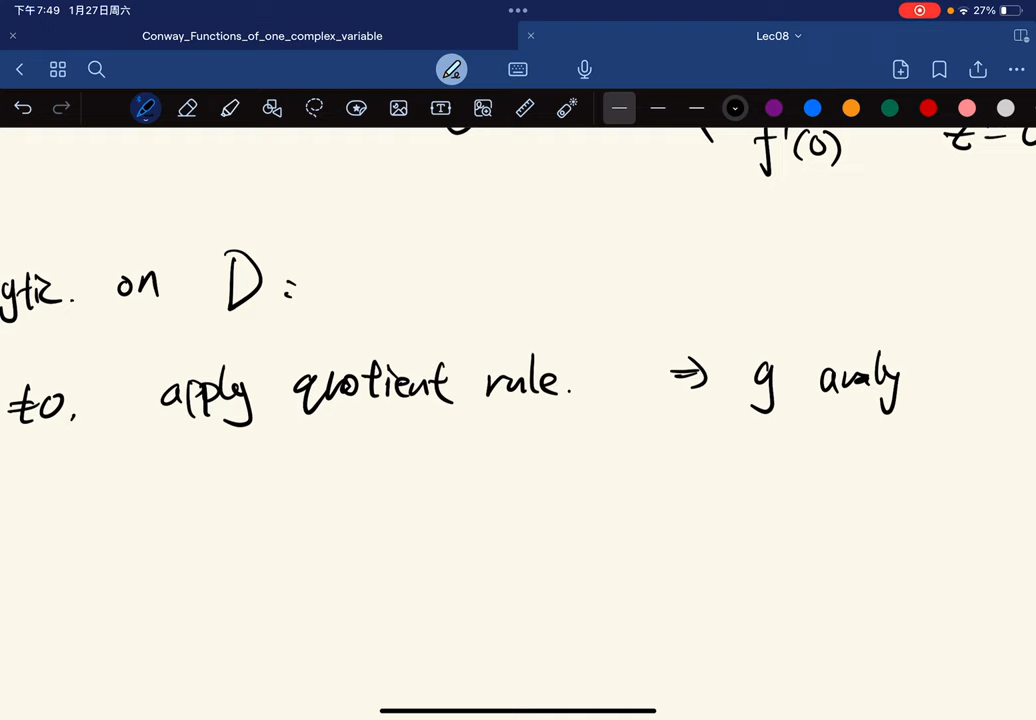 下午7:49 1月27日周六
27%
Conway_Functions_of_one_complex_variable
Lec08
f'(0)
on D:
≠0, apply quotient rule. ⇒ g analy